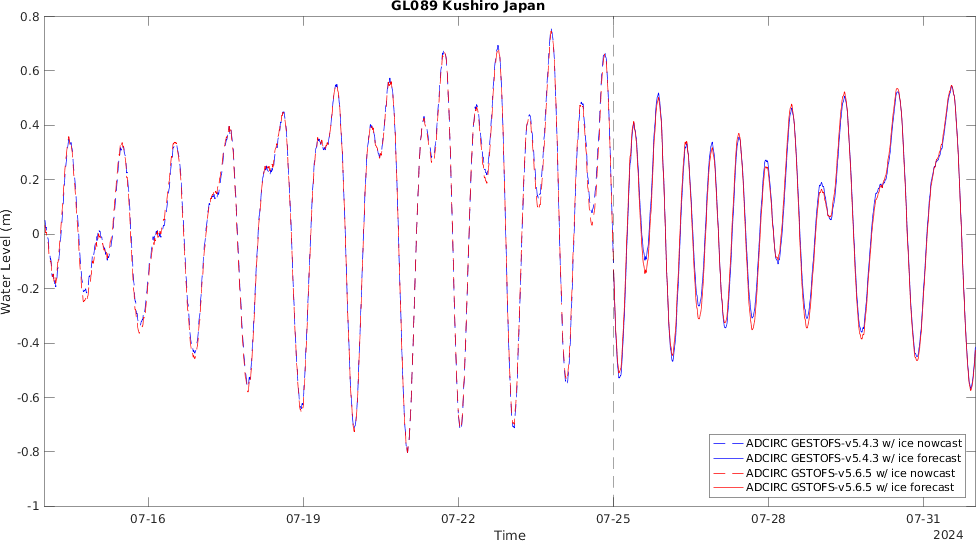 GL089 Kushiro Japan
0.8
0.6
0.4
0.2
0
-0.2
-0.4
-0.6
-0.8
-1
Water Level (m)
07-16
07-19
07-22
07-25
07-28
07-31
2024
Time
ADCIRC GESTOFS-v5.4.3 w/ ice nowcast
ADCIRC GESTOFS-v5.4.3 w/ ice forecast
ADCIRC GSTOFS-v5.6.5 w/ ice nowcast
ADCIRC GSTOFS-v5.6.5 w/ ice forecast